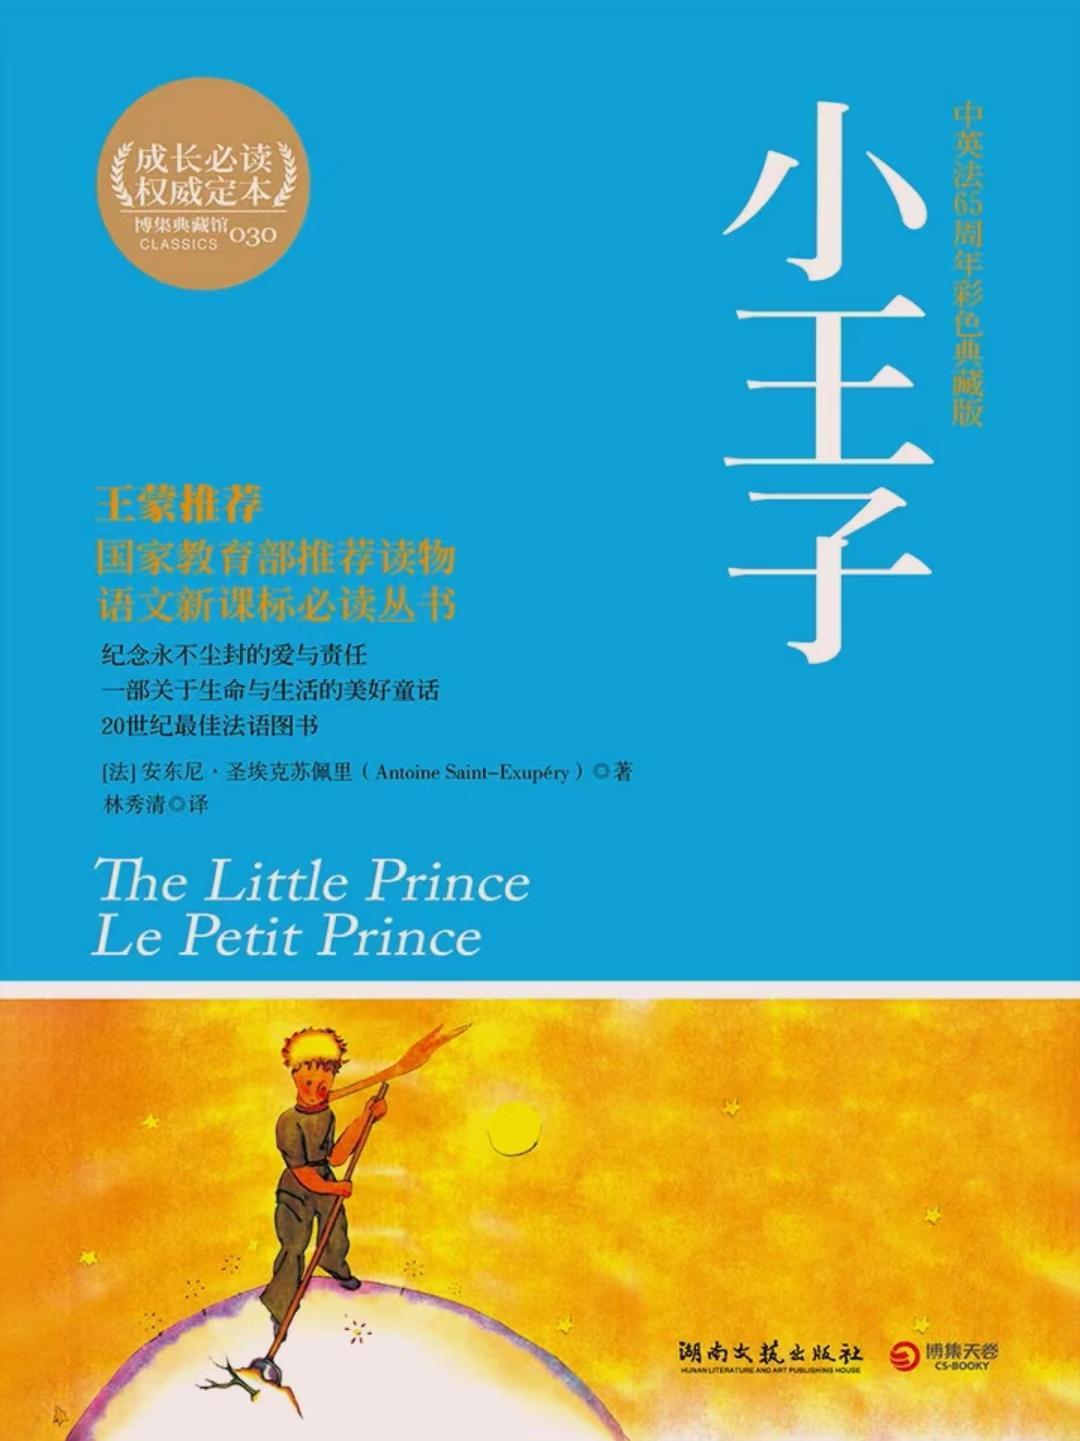 成长必读
权威定本
博集典藏馆
CLASSICS
030
小王子
中英法65周年彩色典藏版
王蒙推荐
国家教育部推荐读物
语文新课标必读丛书
纪念永不尘封的爱与责任
一部关于生命与生活的美好童话
20世纪最佳法语图书
[法] 安东尼·圣埃克苏佩里（Antoine Saint-Exupéry）◎著
林秀清◎译
The Little Prince
Le Petit Prince
湖南文艺出版社
HUNAN LITERATURE AND ART PUBLISHING HOUSE
博集天卷
CS-BOOKY